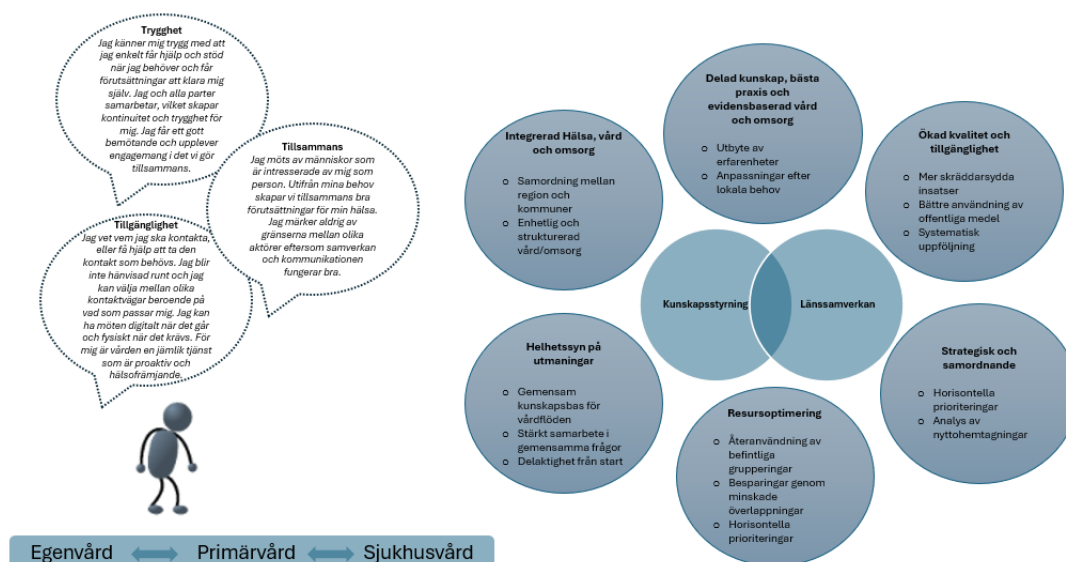 Trygghet
Jag känner mig trygg med att
jag enkelt får hjälp och stöd
när jag behöver och får
förutsättningar att klara mig
själv. Jag och alla parter
samarbetar, vilket skapar
kontinuitet och trygghet för
mig. Jag får ett gott
bemötande och upplever
engagemang i det vi gör
tillsammans.
Tillsammans
Jag möts av människor som
är intresserade av mig som
person. Utifrån mina behov
skapar vi tillsammans bra
förutsättningar för min hälsa.
Jag märker aldrig av
gränserna mellan olika
aktörer eftersom samverkan
och kommunikationen
fungerar bra.
Tillgänglighet
Jag vet vem jag ska kontakta,
eller få hjälp att ta den
kontakt som behövs. Jag blir
inte hänvisad runt och jag
kan välja mellan olika
kontaktvägar beroende på
vad som passar mig. Jag kan
ha möten digitalt när det går
och fysiskt när det krävs. För
mig är vården en jämlik tjänst
som är proaktiv och
hälsofrämjande.
Egenvård Primärvård Sjukhusvård
Integrerad Hälsa, vård
och omsorg
o Samordning mellan
region och
kommuner
o Enhetlig och
strukturerad
vård/omsorg
Delad kunskap, bästa
praxis och
evidensbaserad vård
och omsorg
o Utbyte av
erfarenheter
o Anpassningar efter
lokala behov
Ökad kvalitet och
tillgänglighet
o Mer skräddarsydda
insatser
o Bättre användning av
offentliga medel
o Systematisk
uppföljning
Kunskapsstyrning
Länssamverkan
Helhetssyn på
utmaningar
o Gemensam
kunskapsbas för
vårdflöden
o Stärkt samarbete i
gemensamma frågor
o Delaktighet från start
Resursoptimering
o Återanvändning av
befintliga
grupperingar
o Besparingar genom
minskade
överlappningar
o Horisontella
prioriteringar
Strategisk och
samordnande
o Horisontella
prioriteringar
o Analys av
nyttohemtagningar